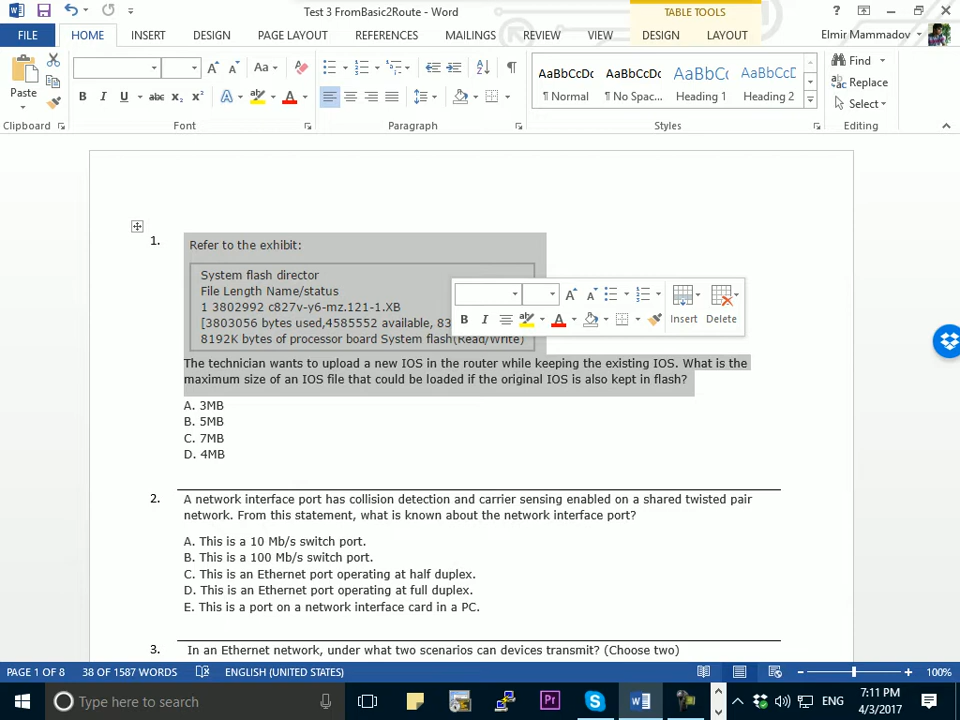 Test 3 FromBasic2Route - Word
TABLE TOOLS
FILE HOME INSERT DESIGN PAGE LAYOUT REFERENCES MAILINGS REVIEW VIEW DESIGN LAYOUT
Elmir Mammadov
Paste
Aa
B I U abc x₂ x² A ab A
Clipboard Font Paragraph Styles Editing
AaBbCcDc AaBbCcDc AaBbC AaBbCcC
¶ Normal ¶ No Spac... Heading 1 Heading 2
Find
Replace
Select
1. Refer to the exhibit:
System flash director
File Length Name/status
1 3802992 c827v-y6-mz.121-1.XB
[3803056 bytes used,4585552 available, 83
8192K bytes of processor board System flash(Read/Write)
B I A Insert Delete
The technician wants to upload a new IOS in the router while keeping the existing IOS. What is the
maximum size of an IOS file that could be loaded if the original IOS is also kept in flash?
A. 3MB
B. 5MB
C. 7MB
D. 4MB
2. A network interface port has collision detection and carrier sensing enabled on a shared twisted pair
network. From this statement, what is known about the network interface port?
A. This is a 10 Mb/s switch port.
B. This is a 100 Mb/s switch port.
C. This is an Ethernet port operating at half duplex.
D. This is an Ethernet port operating at full duplex.
E. This is a port on a network interface card in a PC.
3. In an Ethernet network, under what two scenarios can devices transmit? (Choose two)
PAGE 1 OF 8 38 OF 1587 WORDS ENGLISH (UNITED STATES) 100%
Type here to search
Pr
ENG
7:11 PM
4/3/2017